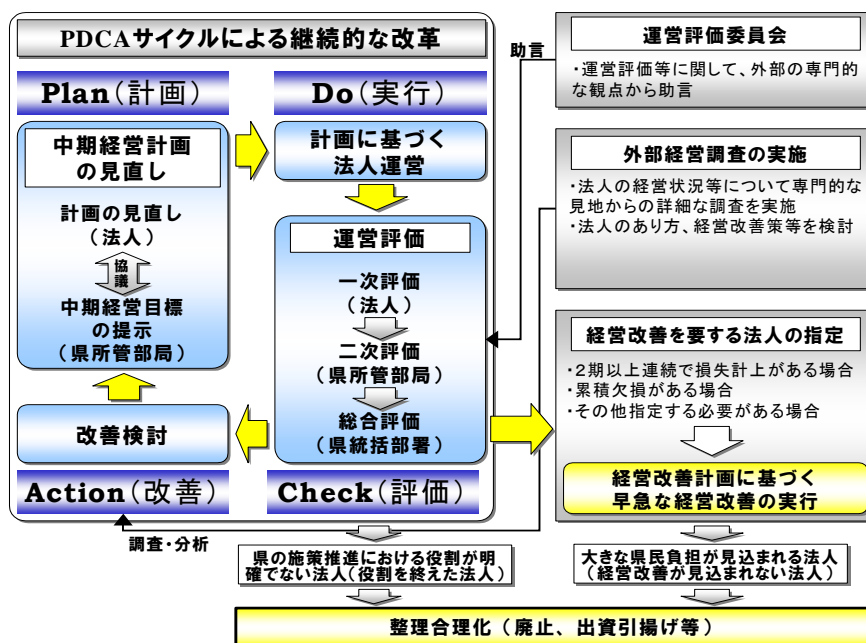 PDCAサイクルによる継続的な改革
Plan(計画)
Do(実行)
中期経営計画
の見直し
計画の見直し
(法人)
協
議
中期経営目標
の提示
(県所管部局)
計画に基づく
法人運営
運営評価
一次評価
(法人)
二次評価
(県所管部局)
総合評価
(県統括部署)
改善検討
Action(改善)
Check(評価)
助言
調査・分析
運営評価委員会
・運営評価等に関して、外部の専門的
な観点から助言
外部経営調査の実施
・法人の経営状況等について専門的な
見地からの詳細な調査を実施
・法人のあり方、経営改善策等を検討
経営改善を要する法人の指定
・2期以上連続で損失計上がある場合
・累積欠損がある場合
・その他指定する必要がある場合
経営改善計画に基づく
早急な経営改善の実行
県の施策推進における役割が明
確でない法人(役割を終えた法人)
大きな県民負担が見込まれる法人
(経営改善が見込まれない法人)
整理合理化(廃止、出資引揚げ等)